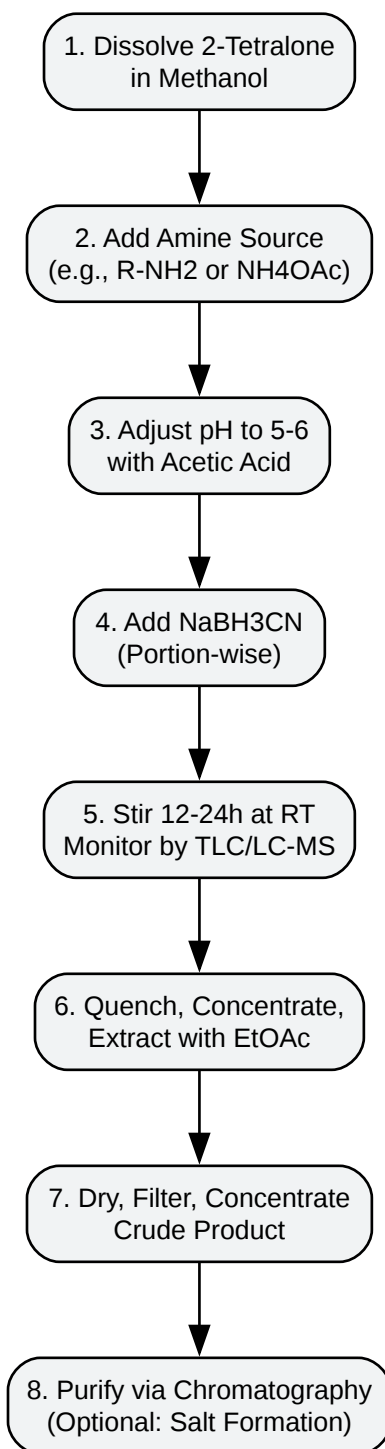 1. Dissolve 2-Tetralone
in Methanol
2. Add Amine Source
(e.g., R-NH2 or NH4OAc)
3. Adjust pH to 5-6
with Acetic Acid
4. Add NaBH3CN
(Portion-wise)
5. Stir 12-24h at RT
Monitor by TLC/LC-MS
6. Quench, Concentrate,
Extract with EtOAc
7. Dry, Filter, Concentrate
Crude Product
8. Purify via Chromatography
(Optional: Salt Formation)